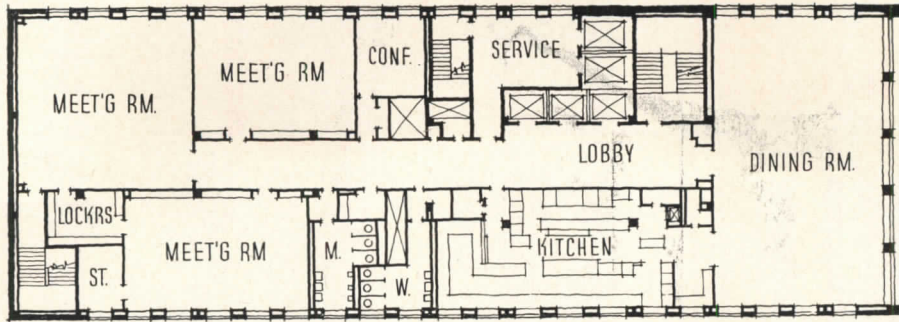 CONF.
SERVICE
MEET'G RM
MEET'G RM.
LOBBY
DINING RM.
LOCKRS
KITCHEN
MEET'G RM
M.
ST.
W.